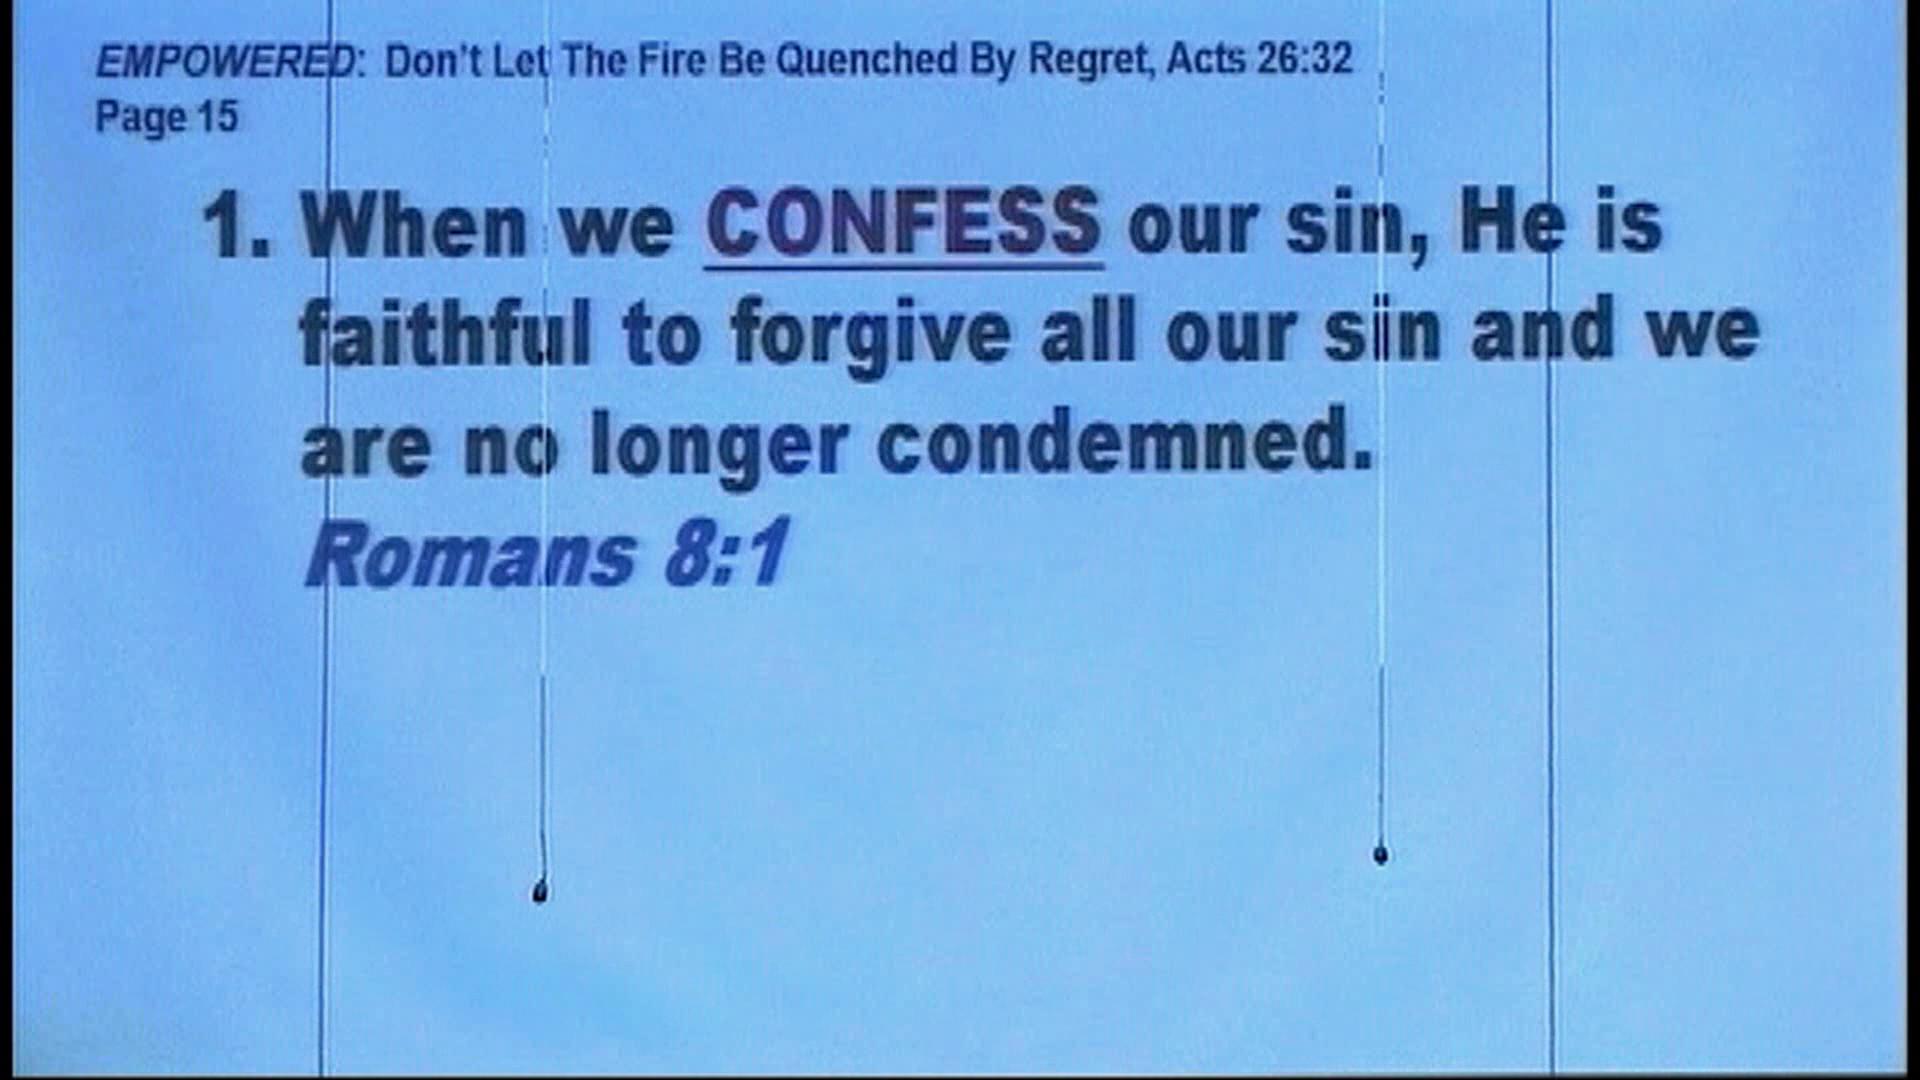 EMPOWERED: Don't Let The Fire Be Quenched By Regret, Acts 26:32
Page 15
1. When we CONFESS our sin, He is
faithful to forgive all our sin and we
are no longer condemned.
Romans 8:1